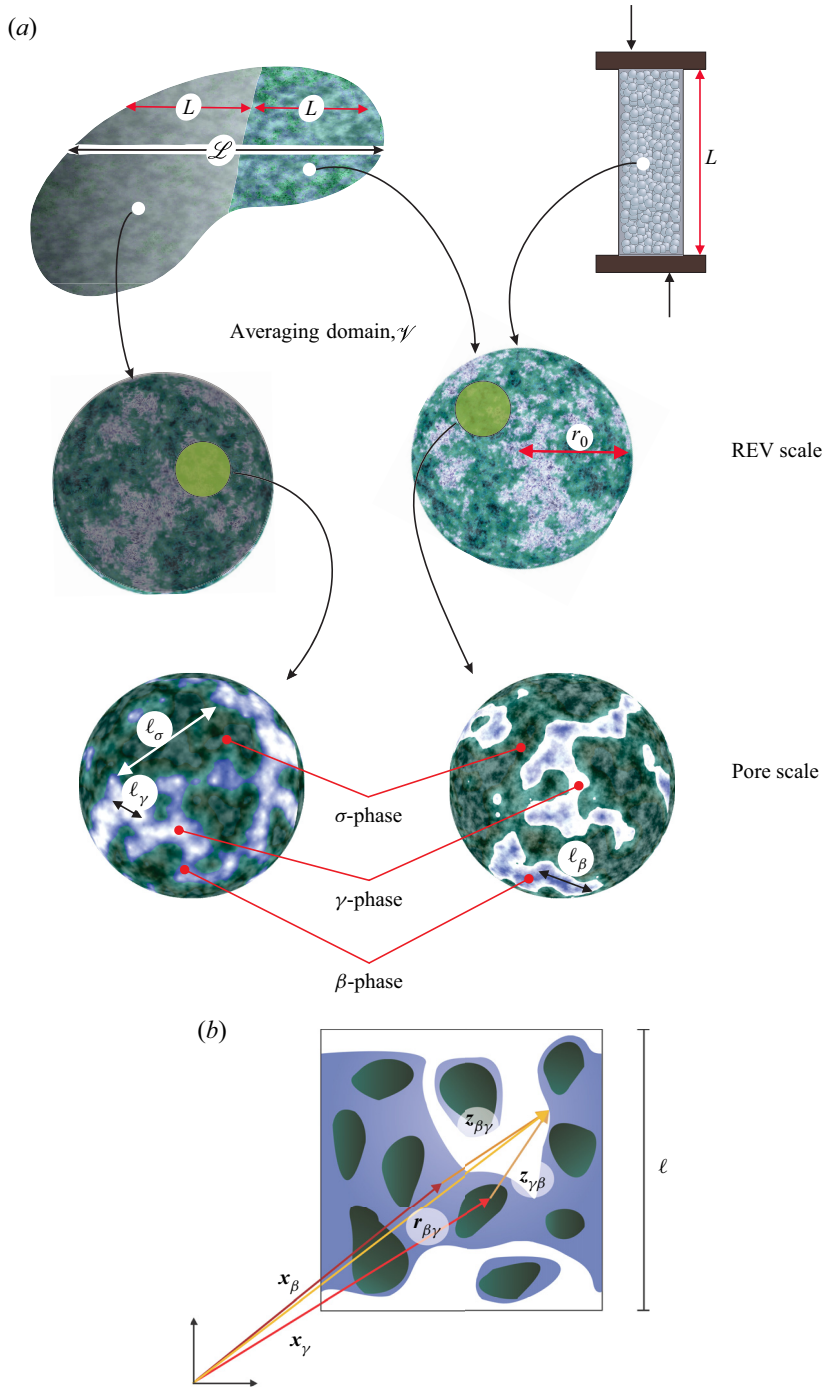 (a)
L
L
ℒ
L
Averaging domain, 𝒱
r₀
REV scale
ℓσ
ℓγ
Pore scale
σ-phase
ℓβ
γ-phase
β-phase
(b)
zβγ
ℓ
zγβ
rβγ
xβ
xγ